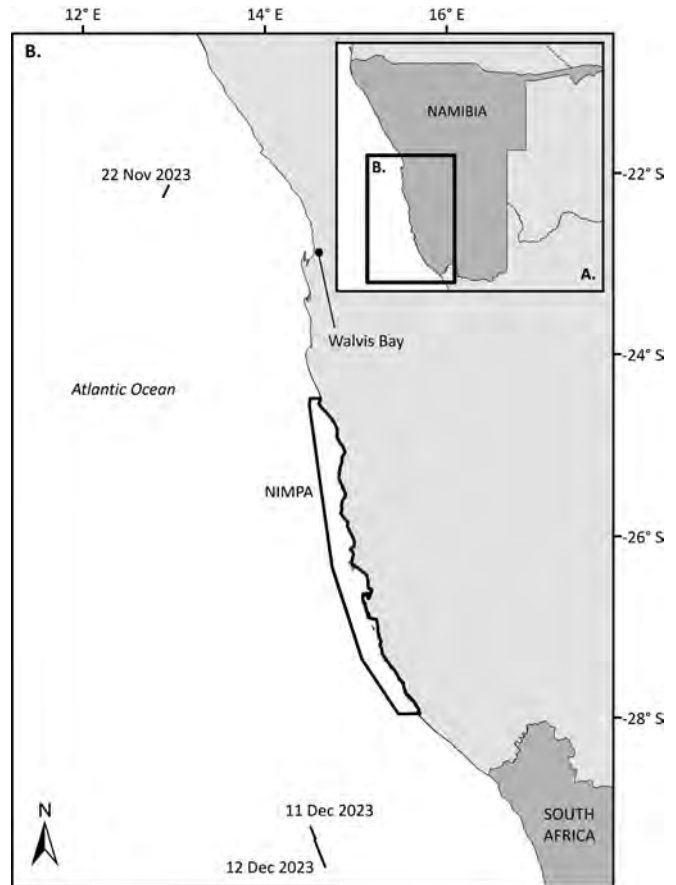 12° E
14° E
16° E
B.
NAMIBIA
22 Nov 2023
-22° S
B.
A.
Walvis Bay
-24° S
Atlantic Ocean
NIMPA
-26° S
-28° S
N
11 Dec 2023
SOUTH
AFRICA
12 Dec 2023